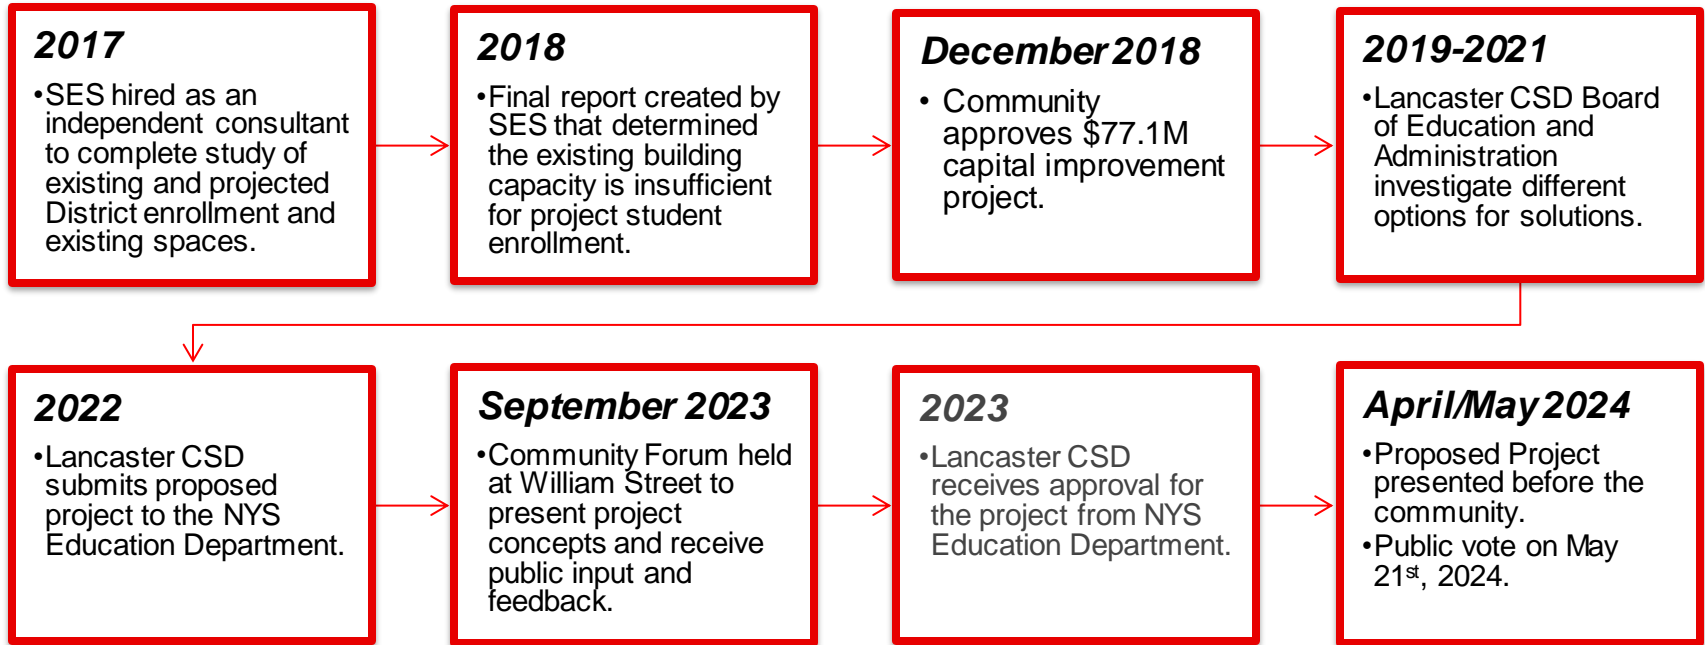 2017
•SES hired as an
independent consultant
to complete study of
existing and projected
District enrollment and
existing spaces.
2018
•Final report created by
SES that determined
the existing building
capacity is insufficient
for project student
enrollment.
December 2018
• Community
approves $77.1M
capital improvement
project.
2019-2021
•Lancaster CSD Board
of Education and
Administration
investigate different
options for solutions.
2022
•Lancaster CSD
submits proposed
project to the NYS
Education Department.
September 2023
•Community Forum held
at William Street to
present project
concepts and receive
public input and
feedback.
2023
•Lancaster CSD
receives approval for
the project from NYS
Education Department.
April/May 2024
•Proposed Project
presented before the
community.
•Public vote on May
21st, 2024.